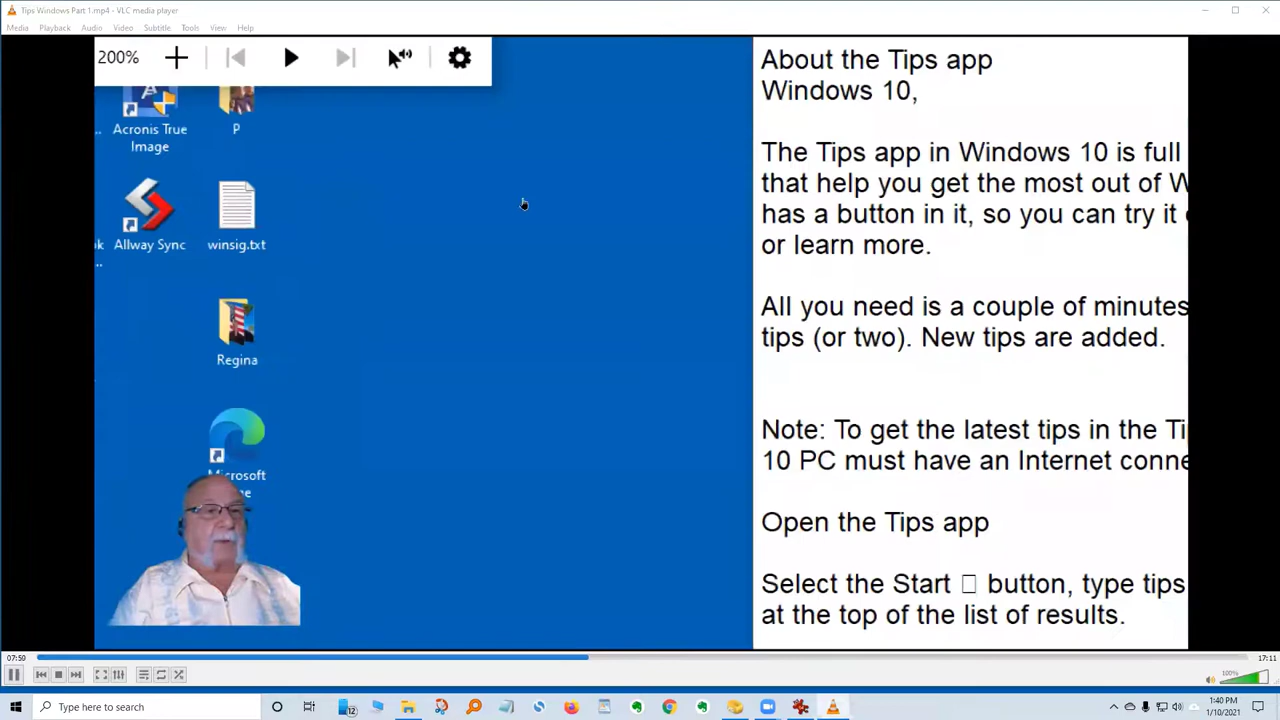 Tips Windows Part 1.mp4 - VLC media player
Media Playback Audio Video Subtitle Tools View Help
200%
Acronis True
Image
P
Allway Sync
winsig.txt
Regina
Microsoft
About the Tips app
Windows 10,
The Tips app in Windows 10 is full
that help you get the most out of W
has a button in it, so you can try it
or learn more.
All you need is a couple of minutes
tips (or two). New tips are added.
Note: To get the latest tips in the Ti
10 PC must have an Internet conne
Open the Tips app
Select the Start □ button, type tips
at the top of the list of results.
07:50
17:11
100%
Type here to search
12
1:40 PM
1/10/2021